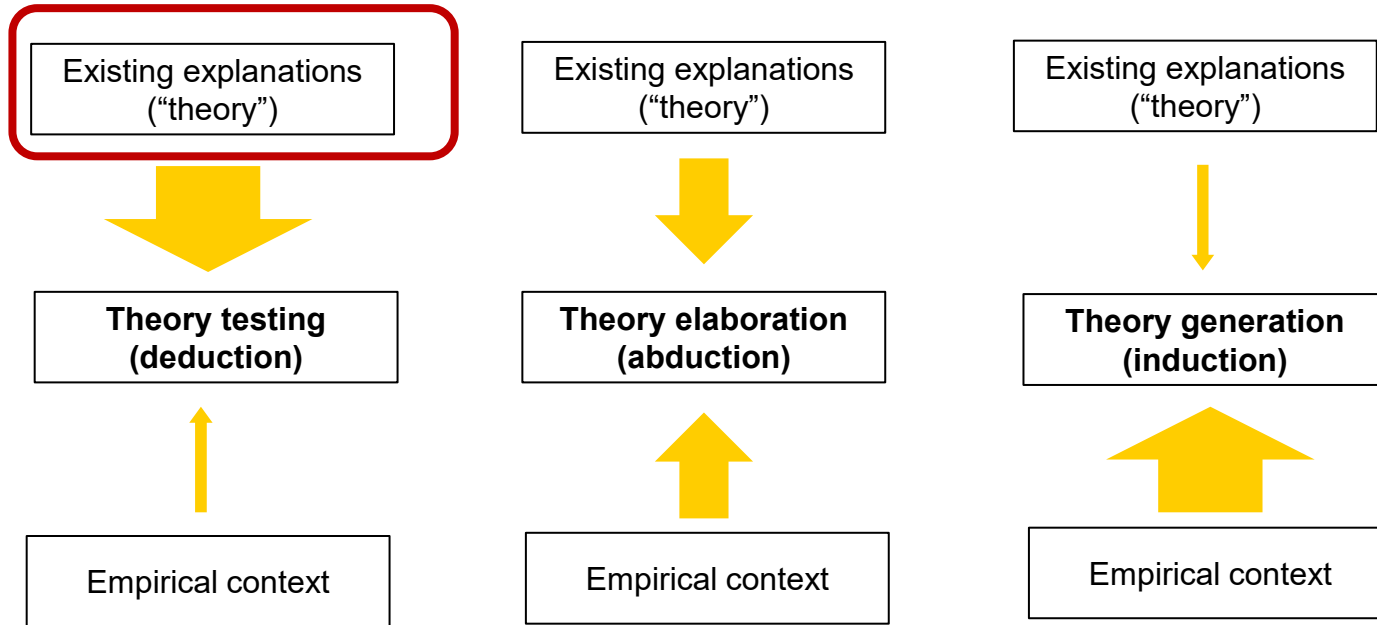 Existing explanations
(“theory”)
Existing explanations
(“theory”)
Existing explanations
(“theory”)
Theory testing
(deduction)
Theory elaboration
(abduction)
Theory generation
(induction)
Empirical context
Empirical context
Empirical context